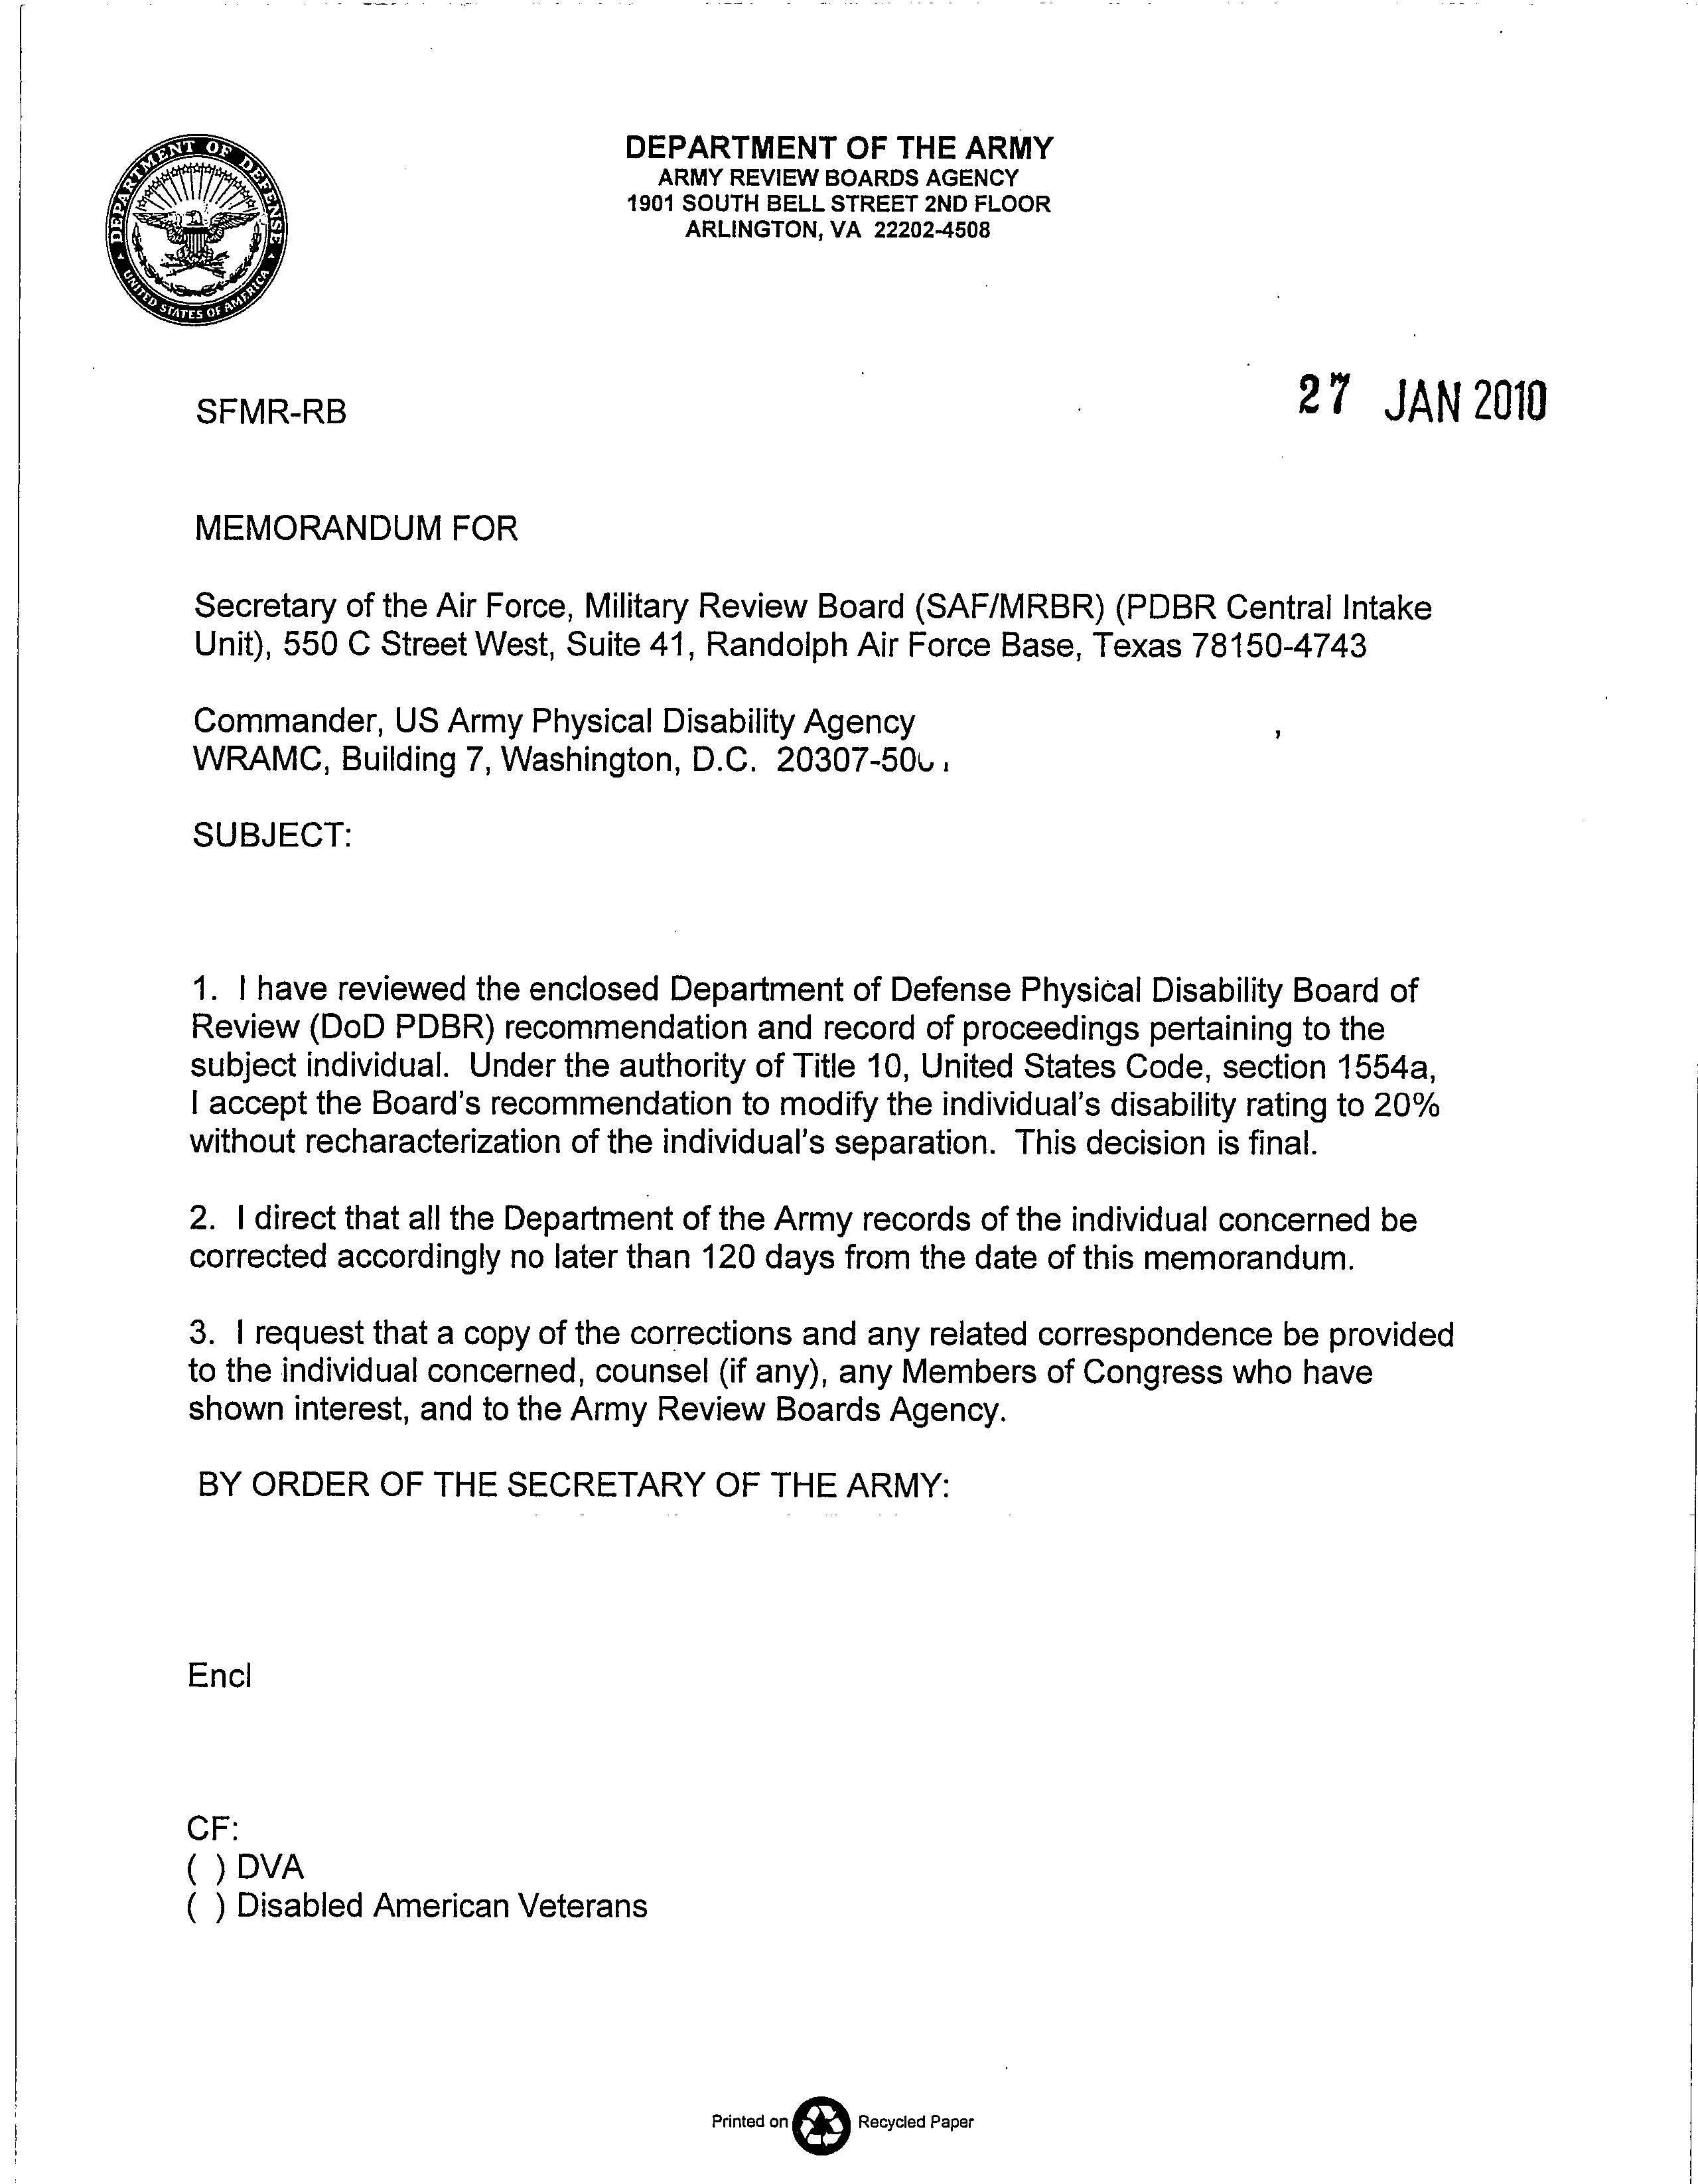 DEPARTMENT OF DEFENSE
UNITED STATES OF AMERICA
DEPARTMENT OF THE ARMY
ARMY REVIEW BOARDS AGENCY
1901 SOUTH BELL STREET 2ND FLOOR
ARLINGTON, VA 22202-4508
SFMR-RB
27 JAN 2010
MEMORANDUM FOR
Secretary of the Air Force, Military Review Board (SAF/MRBR) (PDBR Central Intake
Unit), 550 C Street West, Suite 41, Randolph Air Force Base, Texas 78150-4743
Commander, US Army Physical Disability Agency
WRAMC, Building 7, Washington, D.C.
SUBJECT:
1. I have reviewed the enclosed Department of Defense Physical Disability Board of
Review (DoD PDBR) recommendation and record of proceedings pertaining to the
subject individual. Under the authority of Title 10, United States Code, section 1554a,
I accept the Board's recommendation to modify the individual's disability rating to 20%
without recharacterization of the individual's separation. This decision is final.
2. I direct that all the Department of the Army records of the individual concerned be
corrected accordingly no later than 120 days from the date of this memorandum.
3. I request that a copy of the corrections and any related correspondence be provided
to the individual concerned, counsel (if any), any Members of Congress who have
shown interest, and to the Army Review Boards Agency.
BY ORDER OF THE SECRETARY OF THE ARMY:
Encl
CF:
( ) DVA
( ) Disabled American Veterans
Printed on Recycled Paper